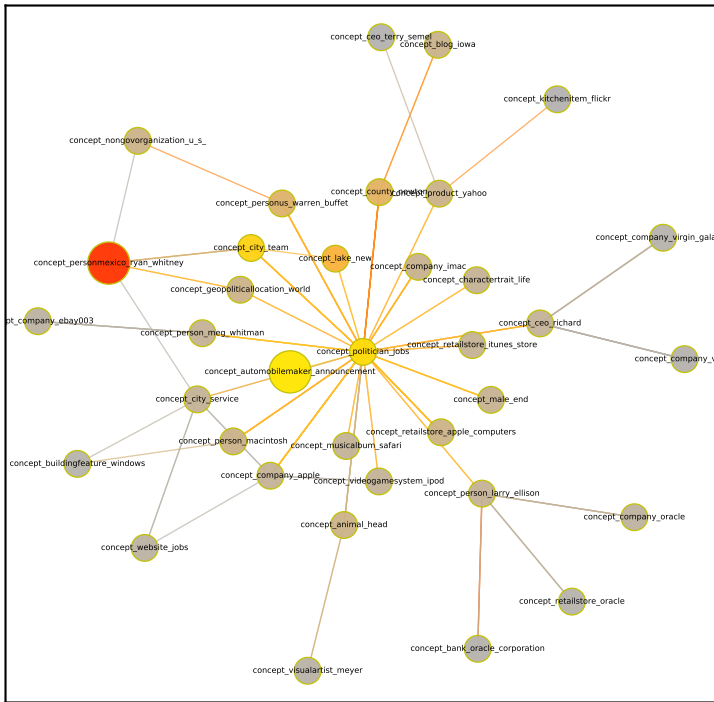 concept_ceo_terry_semel
concept_blog_iowa
concept_kitchenitem_flickr
concept_nongovorganization_u_s_
concept_personus_warren_buffet
concept_county_newton
concept_product_yahoo
concept_city_team
concept_lake_new
concept_personmexico_ryan_whitney
concept_company_imac
concept_company_virgin_gala
concept_charactertrait_life
concept_geopoliticallocation_world
pt_company_ebay003
concept_person_meg_whitman
concept_ceo_richard
concept_retailstore_itunes_store
concept_politician_jobs
concept_company_v
concept_automobilemaker_announcement
concept_city_service
concept_male_end
concept_retailstore_apple_computers
concept_person_macintosh
concept_musicalbum_safari
concept_buildingfeature_windows
concept_company_apple
concept_videogamesystem_ipod
concept_person_larry_ellison
concept_company_oracle
concept_animal_head
concept_website_jobs
concept_retailstore_oracle
concept_bank_oracle_corporation
concept_visualartist_meyer